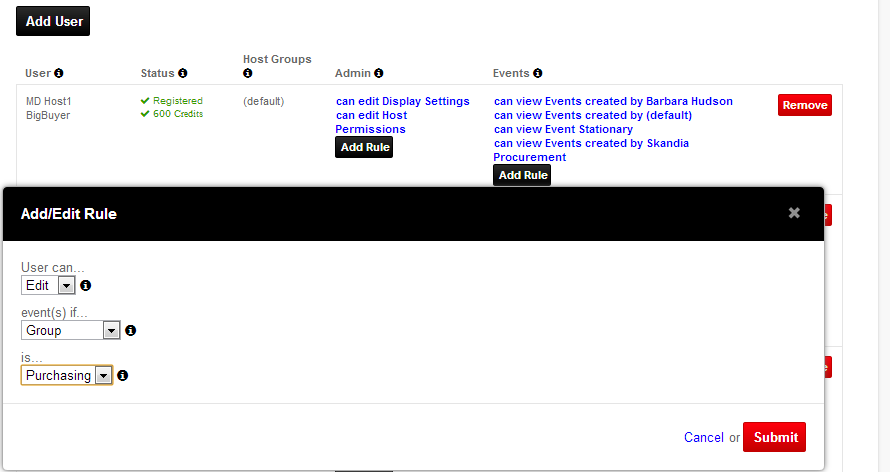 Add User
User
Status
Host Groups
Admin
Events
MD Host1
BigBuyer
Registered
600 Credits
(default)
can edit Display Settings
can edit Host
Permissions
Add Rule
can view Events created by Barbara Hudson
can view Events created by (default)
can view Event Stationary
can view Events created by Skandia
Procurement
Add Rule
Remove
Add/Edit Rule
User can...
Edit
event(s) if...
Group
is...
Purchasing
Cancel or Submit